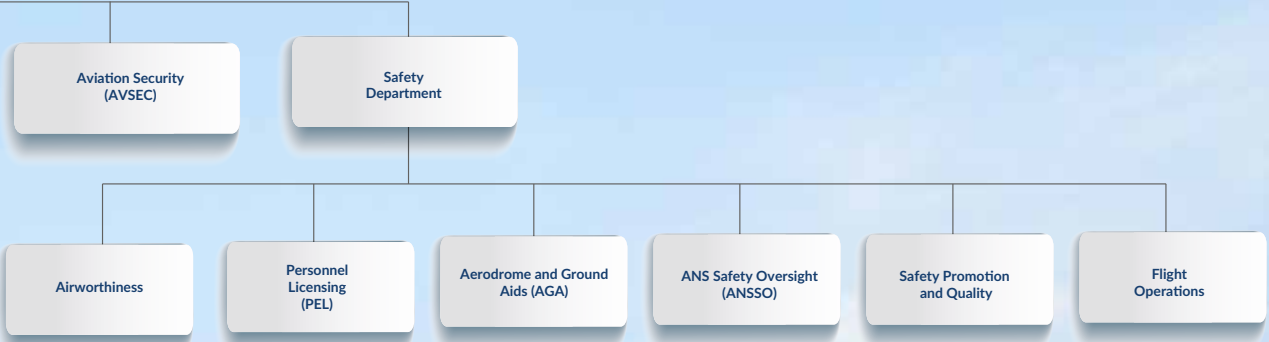 Aviation Security
(AVSEC)
Safety
Department
Airworthiness
Personnel
Licensing
(PEL)
Aerodrome and Ground
Aids (AGA)
ANS Safety Oversight
(ANSSO)
Safety Promotion
and Quality
Flight
Operations